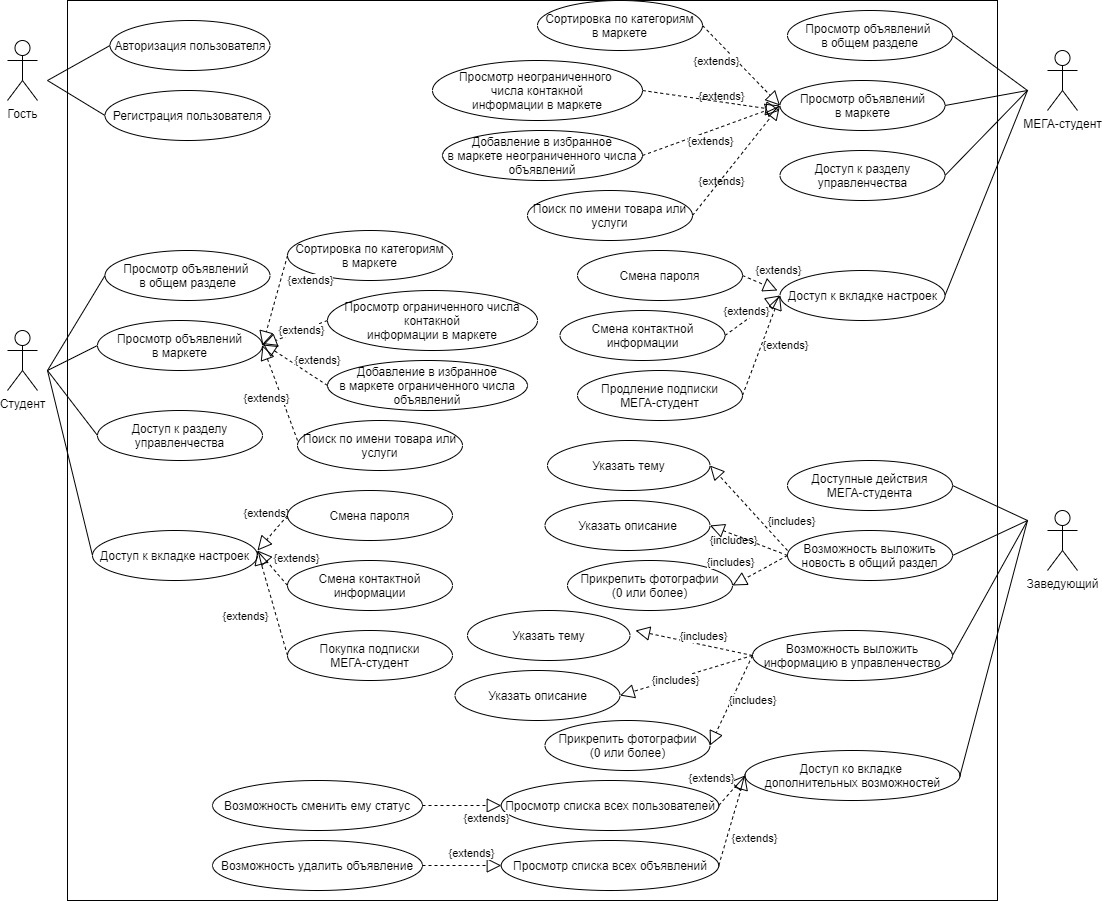 Гость
Авторизация пользователя
Регистрация пользователя
Сортировка по категориям
в маркете
{extends}
Просмотр неограниченного
числа контакной
информации в маркете
{extends}
Добавление в избранное
в маркете неограниченного числа
объявлений
{extends}
Поиск по имени товара или
услуги
{extends}
Просмотр объявлений
в общем разделе
Просмотр объявлений
в маркете
Доступ к разделу
управленчества
МЕГА-студент
Смена пароля
{extends}
Смена контактной
информации
{extends}
Продление подписки
МЕГА-студент
{extends}
Доступ к вкладке настроек
Студент
Просмотр объявлений
в общем разделе
Просмотр объявлений
в маркете
Доступ к разделу
управленчества
Доступ к вкладке настроек
Сортировка по категориям
в маркете
{extends}
Просмотр ограниченного числа
контакной
информации в маркете
{extends}
Добавление в избранное
в маркете ограниченного числа
объявлений
{extends}
Поиск по имени товара или
услуги
{extends}
Смена пароля
{extends}
Смена контактной
информации
{extends}
Покупка подписки
МЕГА-студент
{extends}
Указать тему
{includes}
Указать описание
{includes}
Прикрепить фотографии
(0 или более)
{includes}
Доступные действия
МЕГА-студента
Возможность выложить
новость в общий раздел
Заведующий
Указать тему
{includes}
Указать описание
{includes}
Прикрепить фотографии
(0 или более)
{includes}
Возможность выложить
информацию в управленчество
Доступ ко вкладке
дополнительных возможностей
Возможность сменить ему статус
{extends}
Просмотр списка всех пользователей
{extends}
Возможность удалить объявление
{extends}
Просмотр списка всех объявлений
{extends}